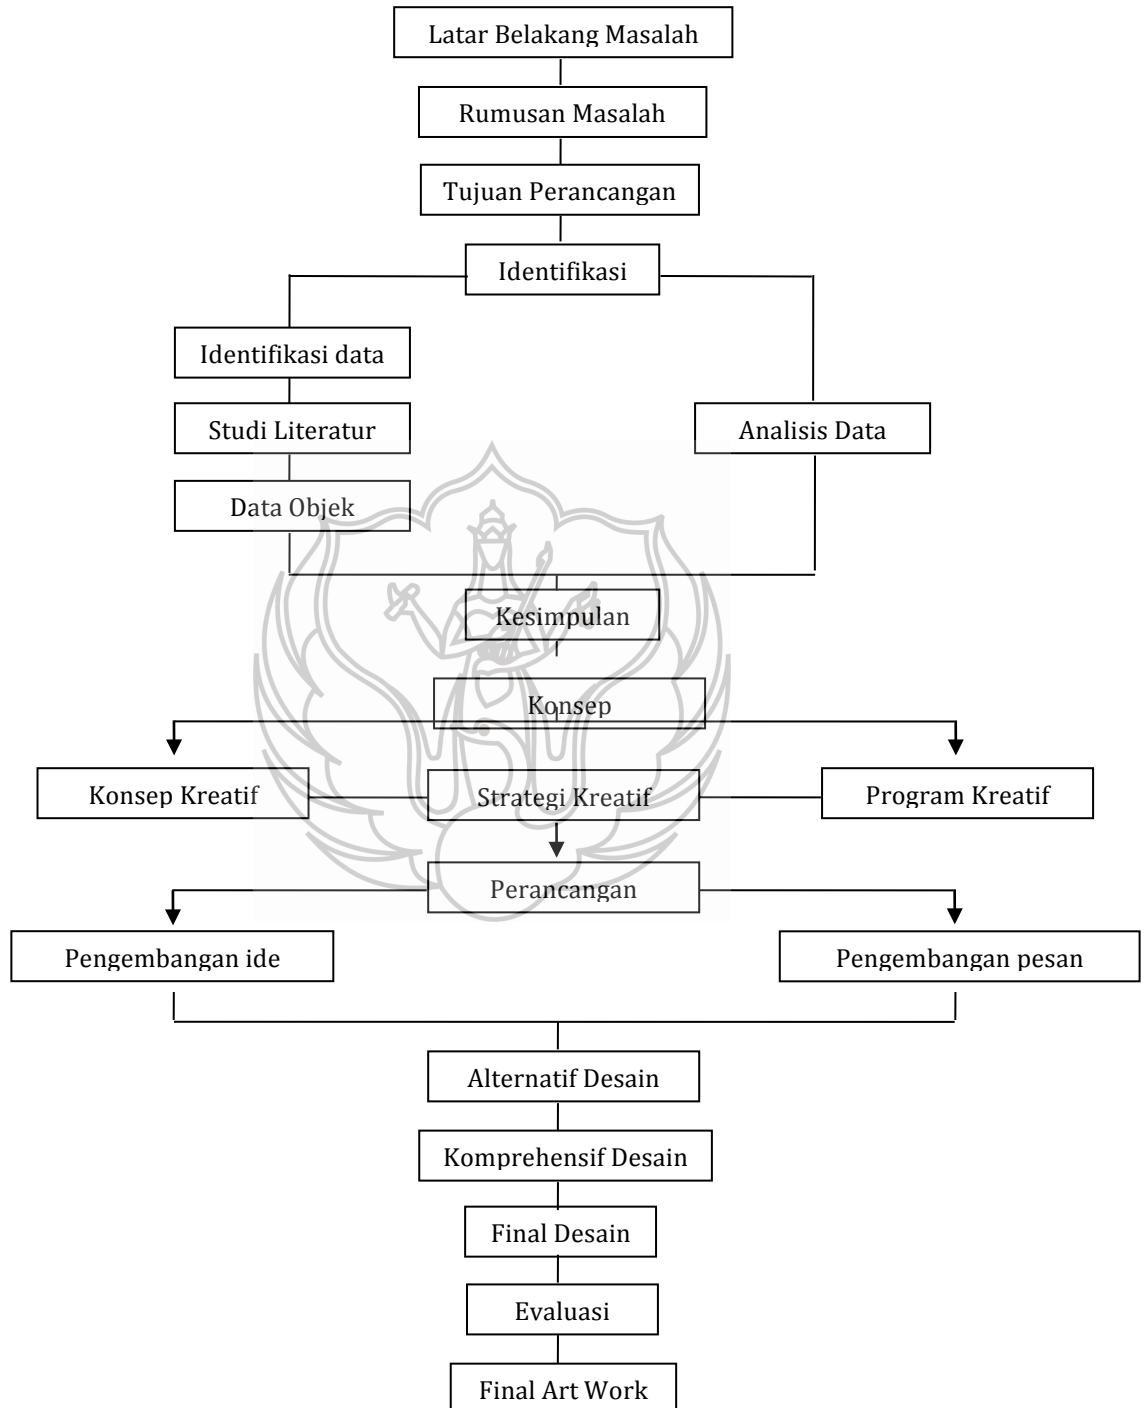 Latar Belakang Masalah
Rumusan Masalah
Tujuan Perancangan
Identifikasi
Identifikasi data
Studi Literatur
Analisis Data
Data Objek
Kesimpulan
Konsep
Konsep Kreatif
Strategi Kreatif
Program Kreatif
Perancangan
Pengembangan ide
Pengembangan pesan
Alternatif Desain
Komprehensif Desain
Final Desain
Evaluasi
Final Art Work